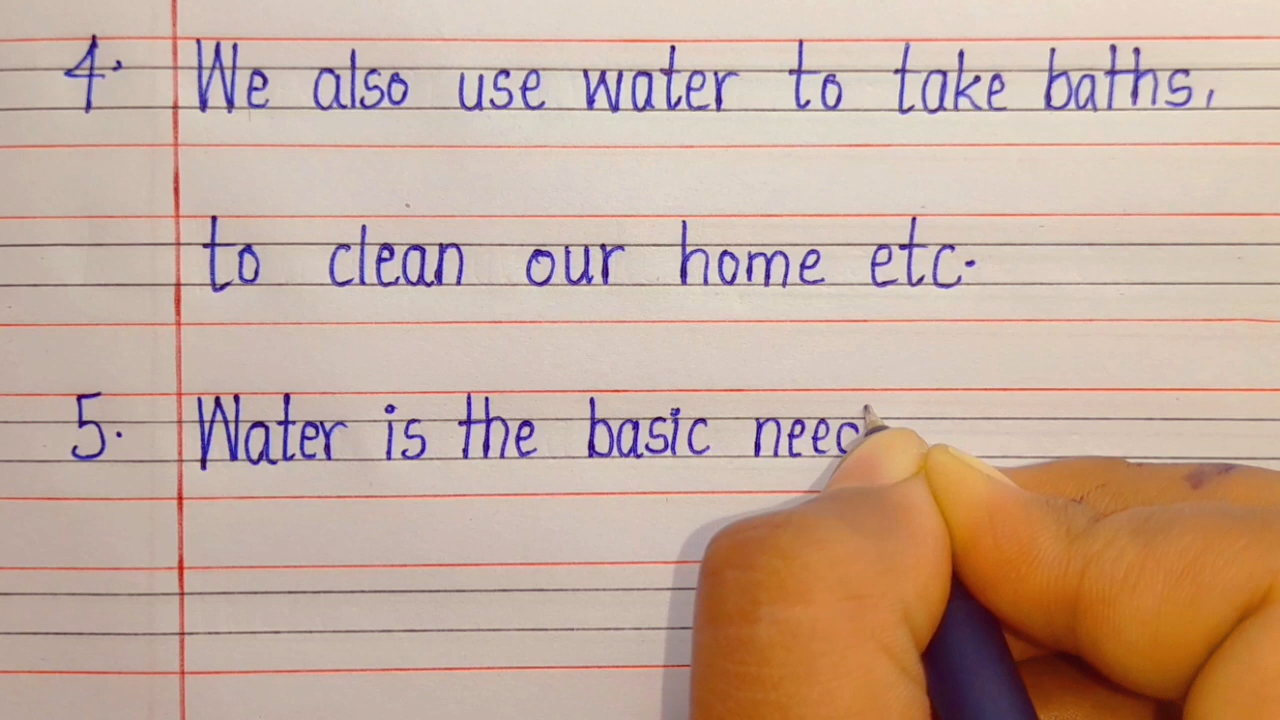 4. We also use water to take baths,
to clean our home etc.
5. Water is the basic